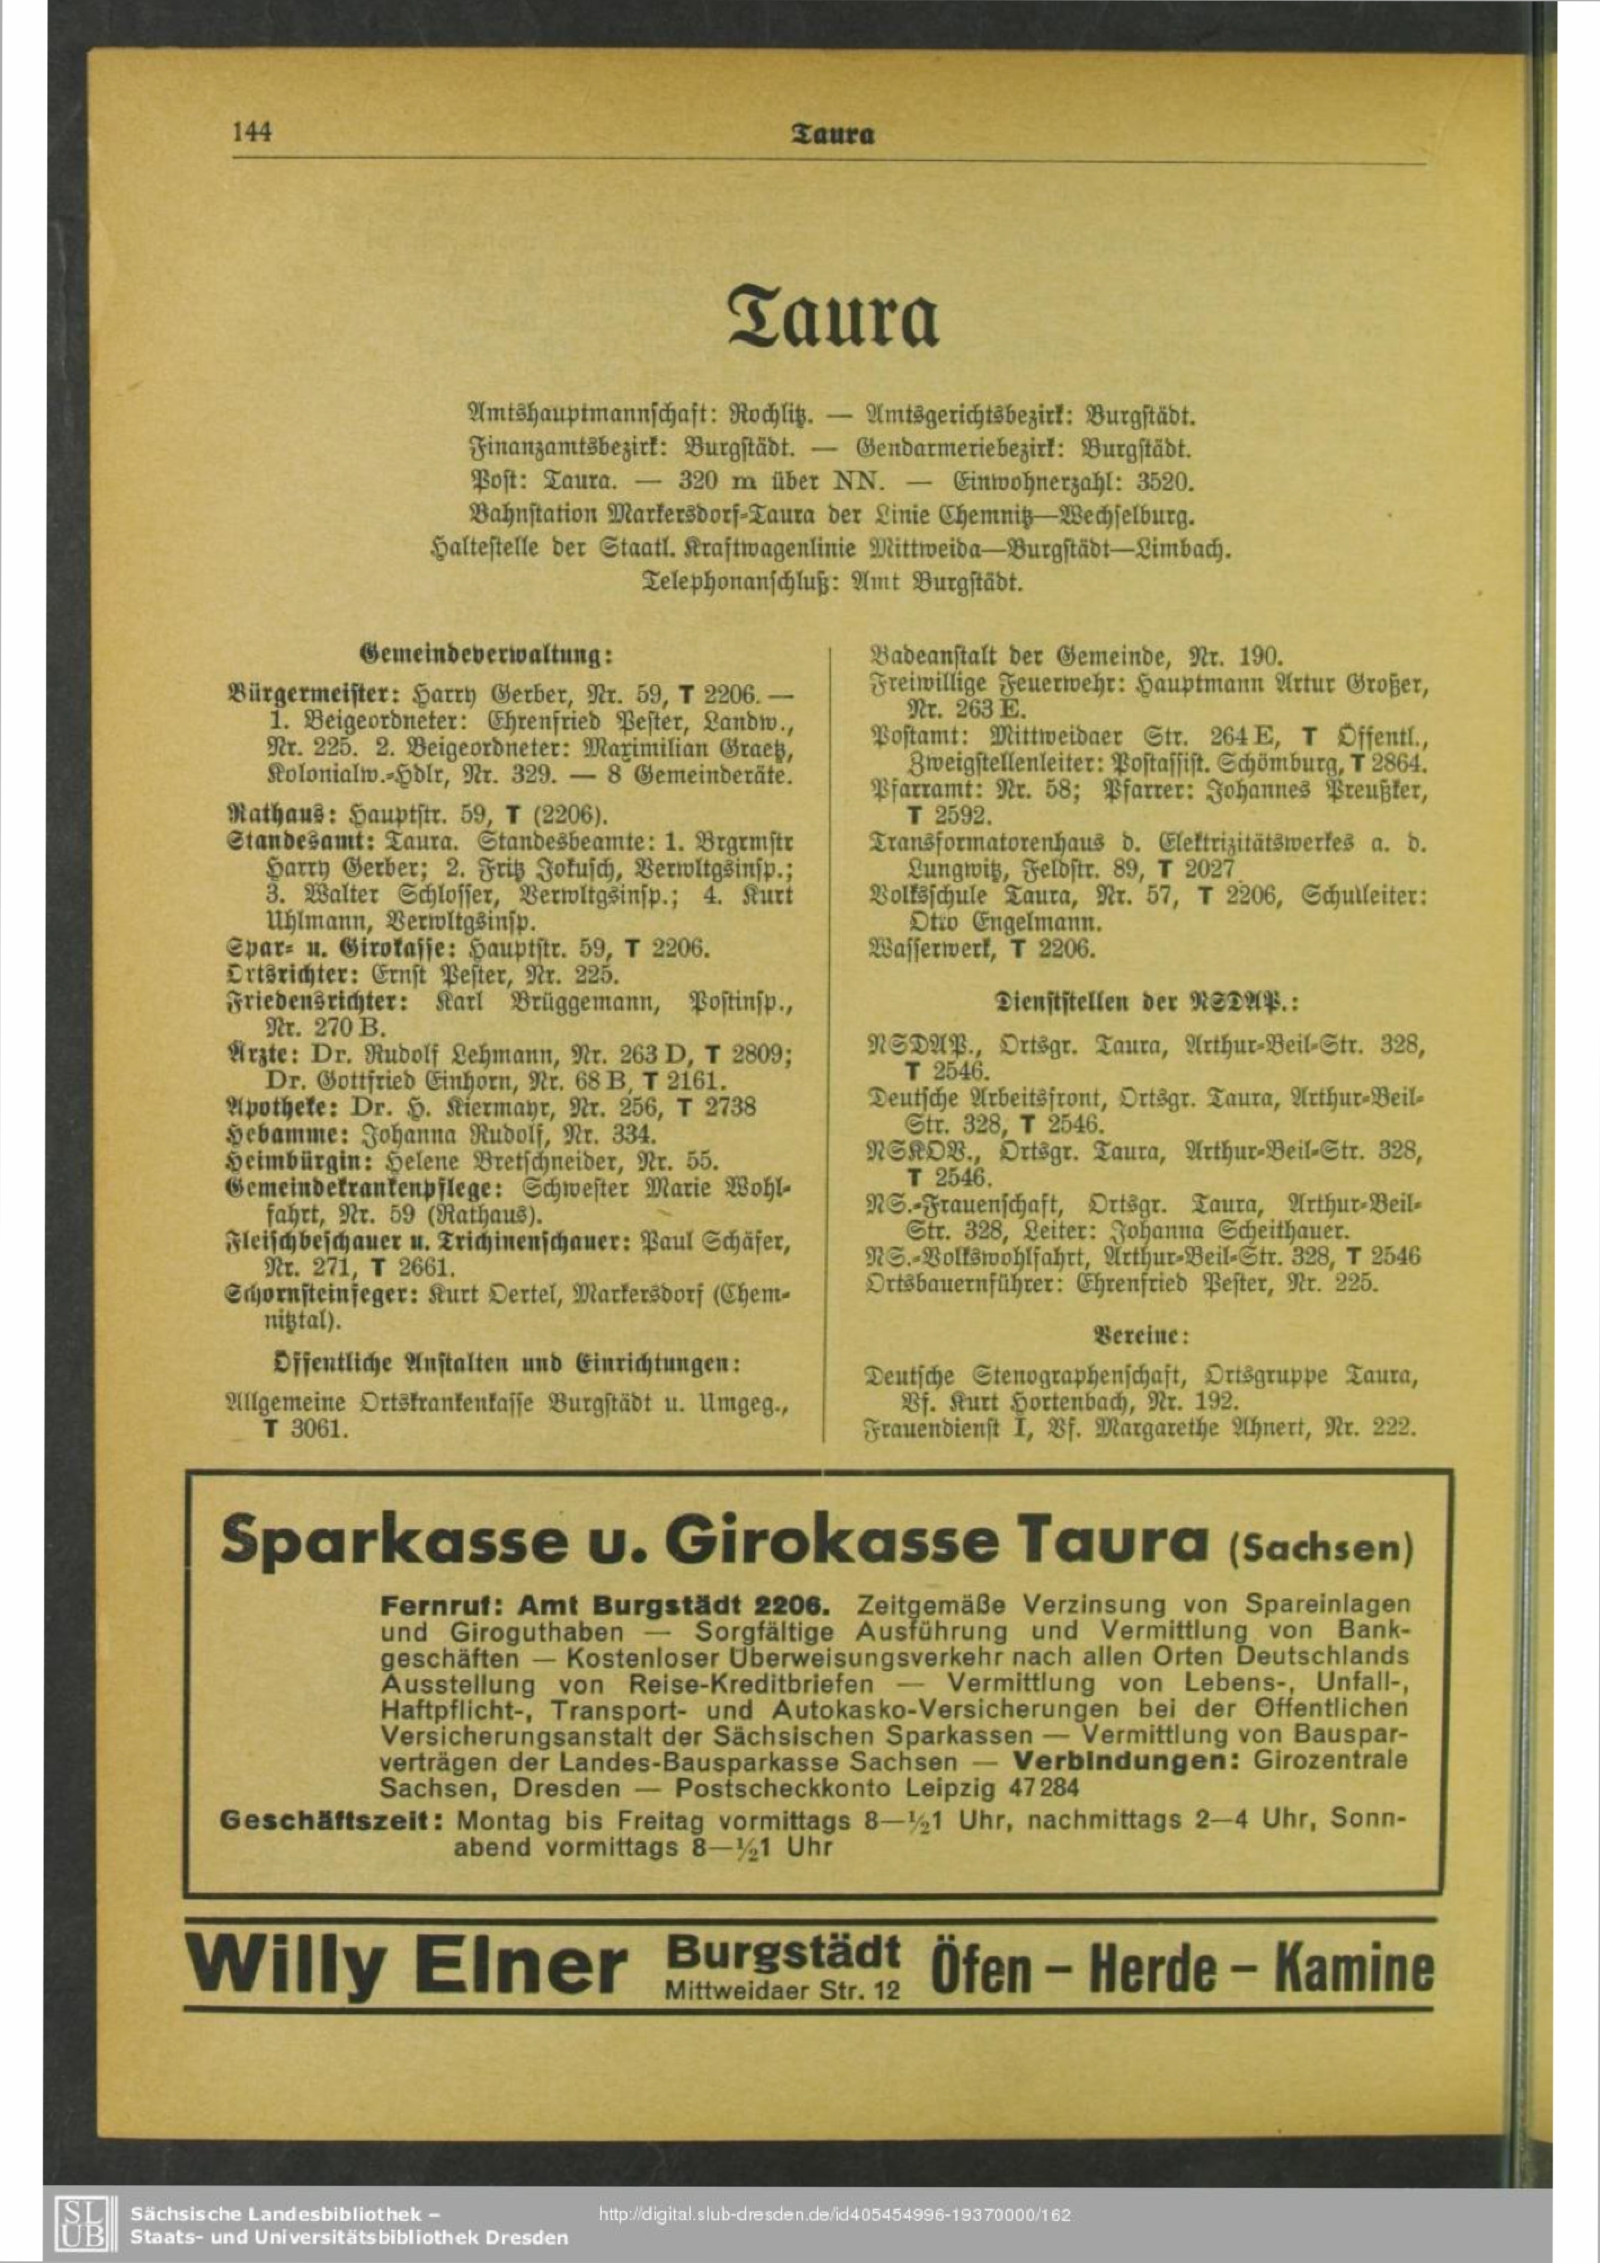 144
Taura
Taura
Amtshauptmannschaft: Rochlitz. — Amtsgerichtsbezirk: Burgstädt.
Finanzamtsbezirk: Burgstädt. — Gendarmeriebezirk: Burgstädt.
Post: Taura. — 320 m über NN. — Einwohnerzahl: 3520.
Bahnstation Markersdorf-Taura der Linie Chemnitz—Wechselburg.
Haltestelle der Staatl. Kraftwagenlinie Mittweida—Burgstädt—Limbach.
Telephonanschluß: Amt Burgstädt.
Gemeindeverwaltung:
Bürgermeister: Harry Gerber, Nr. 59, T 2206. —
1. Beigeordneter: Ehrenfried Pester, Landw.,
Nr. 225. 2. Beigeordneter: Maximilian Graetz,
Kolonialw.-Hdlr, Nr. 329. — 8 Gemeinderäte.
Rathaus: Hauptstr. 59, T (2206).
Standesamt: Taura. Standesbeamte: 1. Brgrmstr
Harry Gerber; 2. Fritz Jokusch, Verwltgsinsp.;
3. Walter Schlosser, Verwltgsinsp.; 4. Kurt
Uhlmann, Verwltgsinsp.
Spar- u. Girokasse: Hauptstr. 59, T 2206.
Ortsrichter: Ernst Pester, Nr. 225.
Friedensrichter: Karl Brüggemann, Postinsp.,
Nr. 270 B.
Ärzte: Dr. Rudolf Lehmann, Nr. 263 D, T 2809;
Dr. Gottfried Einhorn, Nr. 68 B, T 2161.
Apotheke: Dr. H. Kiermayr, Nr. 256, T 2738
Hebamme: Johanna Rudolf, Nr. 334.
Heimbürgin: Helene Bretschneider, Nr. 55.
Gemeindekrankenpflege: Schwester Marie Wohl-
fahrt, Nr. 59 (Rathaus).
Fleischbeschauer u. Trichinenschauer: Paul Schäfer,
Nr. 271, T 2661.
Schornsteinfeger: Kurt Oertel, Markersdorf (Chem-
nitztal).
Öffentliche Anstalten und Einrichtungen:
Allgemeine Ortskrankenkasse Burgstädt u. Umgeg.,
T 3061.
Badeanstalt der Gemeinde, Nr. 190.
Freiwillige Feuerwehr: Hauptmann Artur Großer,
Nr. 263 E.
Postamt: Mittweidaer Str. 264 E, T Öffentl.,
Zweigstellenleiter: Postassist. Schömburg, T 2864.
Pfarramt: Nr. 58; Pfarrer: Johannes Preußker,
T 2592.
Transformatorenhaus d. Elektrizitätswerkes a. d.
Lungwitz, Feldstr. 89, T 2027
Volksschule Taura, Nr. 57, T 2206, Schulleiter:
Otto Engelmann.
Wasserwerk, T 2206.
Dienststellen der NSDAP.:
NSDAP., Ortsgr. Taura, Arthur-Beil-Str. 328,
T 2546.
Deutsche Arbeitsfront, Ortsgr. Taura, Arthur-Beil-
Str. 328, T 2546.
NSKOV., Ortsgr. Taura, Arthur-Beil-Str. 328,
T 2546.
NS.-Frauenschaft, Ortsgr. Taura, Arthur-Beil-
Str. 328, Leiter: Johanna Scheithauer.
NS.-Volkswohlfahrt, Arthur-Beil-Str. 328, T 2546
Ortsbauernführer: Ehrenfried Pester, Nr. 225.
Vereine:
Deutsche Stenographenschaft, Ortsgruppe Taura,
Vf. Kurt Hortenbach, Nr. 192.
Frauendienst I, Vf. Margarethe Ahnert, Nr. 222.
Sparkasse u. Girokasse Taura (Sachsen)
Fernruf: Amt Burgstädt 2206. Zeitgemäße Verzinsung von Spareinlagen
und Giroguthaben — Sorgfältige Ausführung und Vermittlung von Bank-
geschäften — Kostenloser Überweisungsverkehr nach allen Orten Deutschlands
Ausstellung von Reise-Kreditbriefen — Vermittlung von Lebens-, Unfall-,
Haftpflicht-, Transport- und Autokasko-Versicherungen bei der Öffentlichen
Versicherungsanstalt der Sächsischen Sparkassen — Vermittlung von Bauspar-
verträgen der Landes-Bausparkasse Sachsen — Verbindungen: Girozentrale
Sachsen, Dresden — Postscheckkonto Leipzig 47 284
Geschäftszeit: Montag bis Freitag vormittags 8—½1 Uhr, nachmittags 2—4 Uhr, Sonn-
abend vormittags 8—½1 Uhr
Willy Elner Burgstädt Öfen – Herde – Kamine
Mittweidaer Str. 12
SLUB
Sächsische Landesbibliothek –
Staats- und Universitätsbibliothek Dresden
http://digital.slub-dresden.de/id405454996-19370000/162